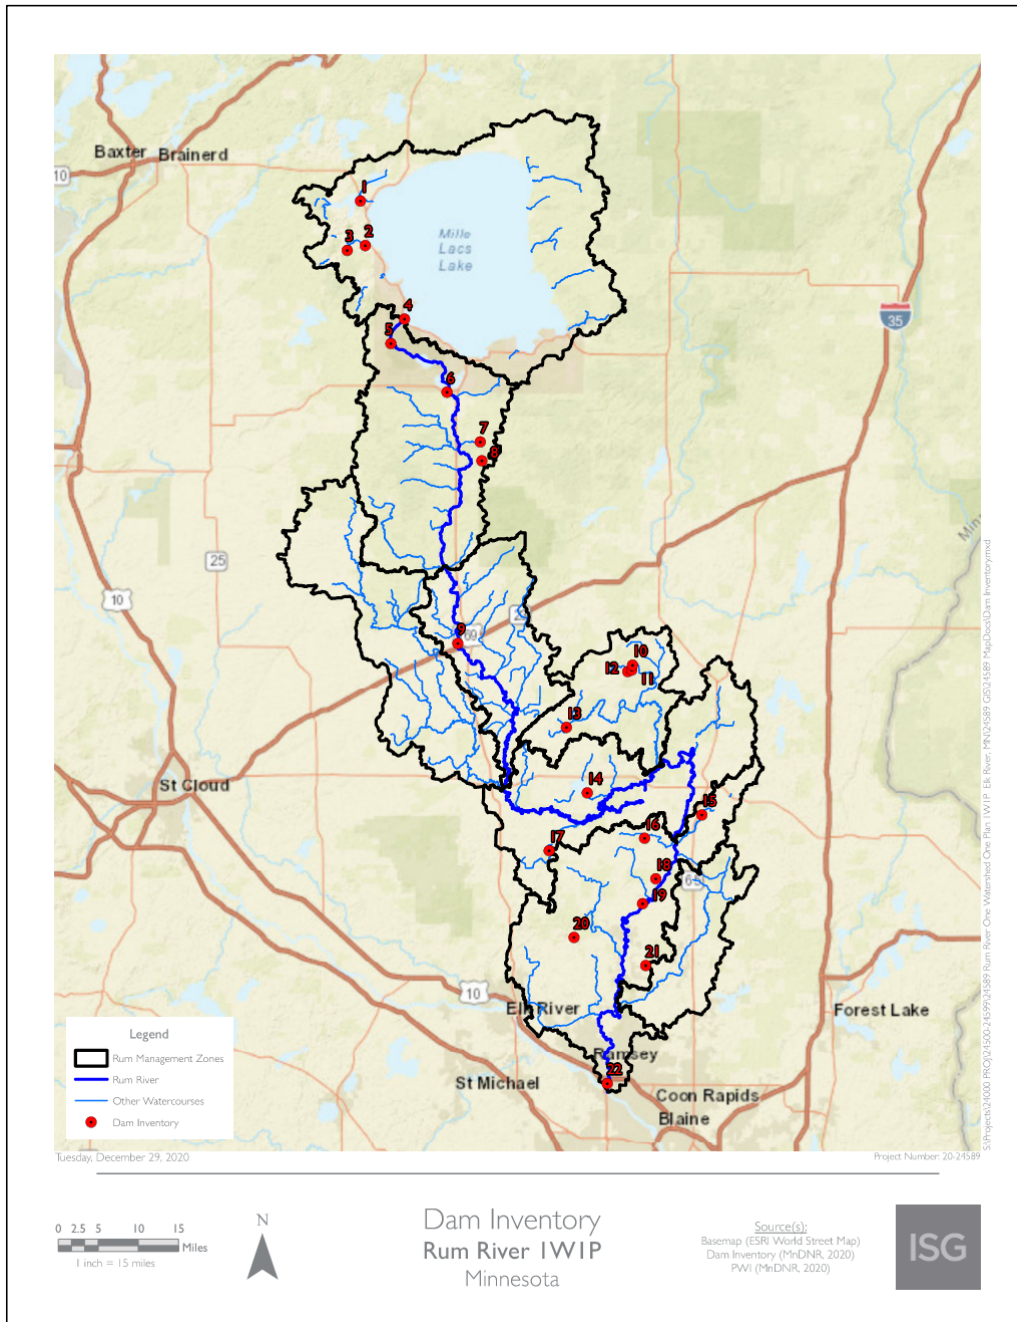 Baxter Brainerd
10
1
Mille
Lacs
Lake
3 2
4
5
35
6
7
8
25
10
9
69
10
12 11
13
St Cloud
14
15
16
17
18
19
20
21
10
Elk River
Forest Lake
Ramsey
22
St Michael
Coon Rapids
Blaine
Legend
Rum Management Zones
Rum River
Other Watercourses
Dam Inventory
Tuesday, December 29, 2020
Project Number: 20-24589
0 2.5 5 10 15
Miles
1 inch = 15 miles
N
Dam Inventory
Rum River 1W1P
Minnesota
Source(s):
Basemap (ESRI World Street Map)
Dam Inventory (MnDNR, 2020)
PWI (MnDNR, 2020)
ISG